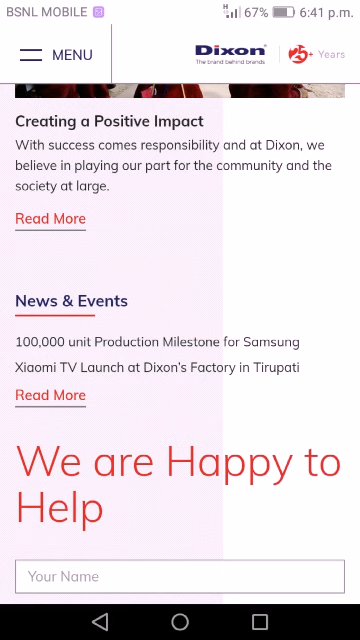 BSNL MOBILE H 67% 6:41 p.m.
MENU
Dixon
The brand behind brands
25+ Years
Creating a Positive Impact
With success comes responsibility and at Dixon, we
believe in playing our part for the community and the
society at large.
Read More
News & Events
100,000 unit Production Milestone for Samsung
Xiaomi TV Launch at Dixon's Factory in Tirupati
Read More
We are Happy to
Help
Your Name